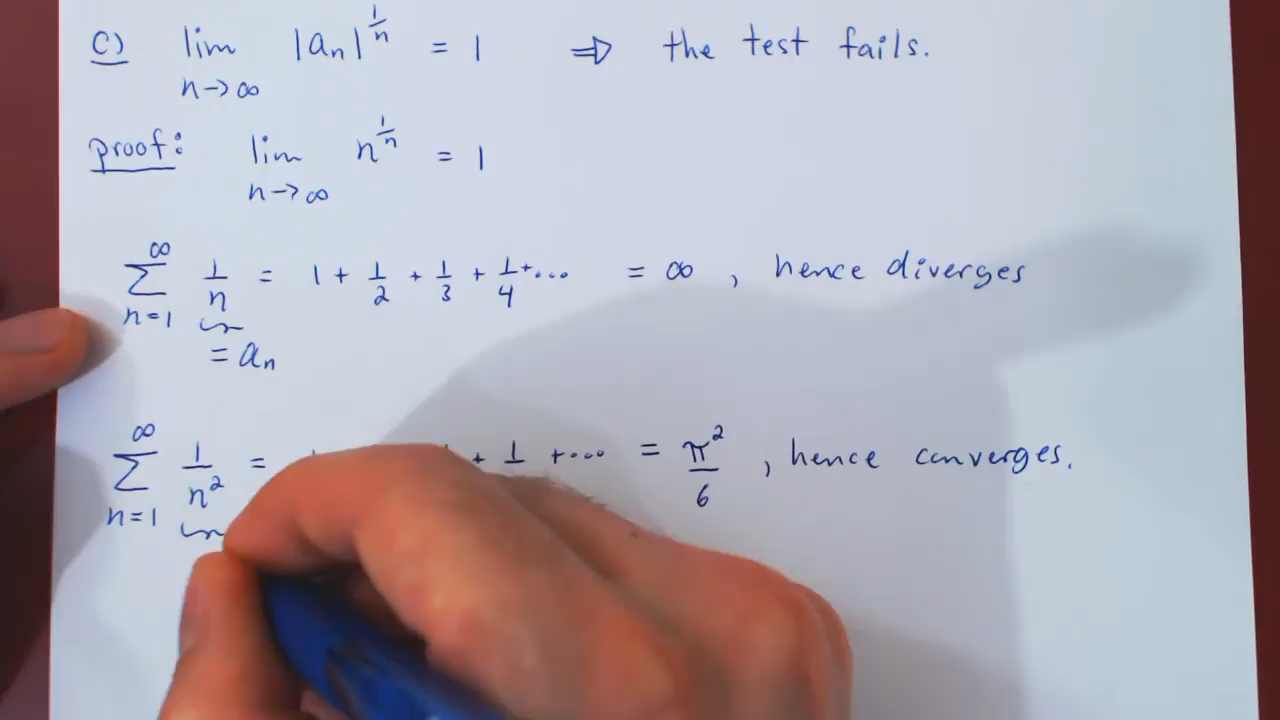 c) lim n→∞ |aₙ|^(1/n) = 1 ⇒ the test fails.
proof: lim n→∞ n^(1/n) = 1
∞ ∑ n=1 1/n = 1 + 1/2 + 1/3 + 1/4 + ... = ∞ , hence diverges
= aₙ
∞ ∑ n=1 1/n² = + 1 + ... = π²/6 , hence converges.